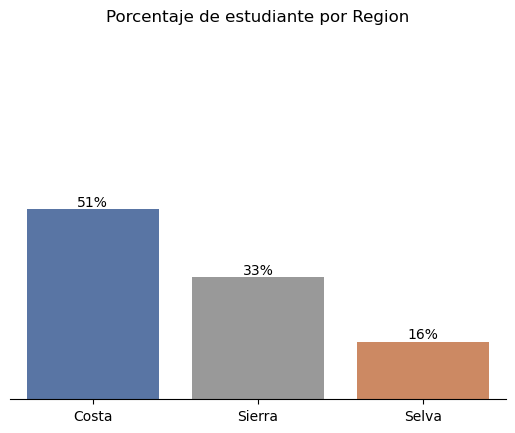 Porcentaje de estudiante por Region
51%
33%
16%
Costa
Sierra
Selva